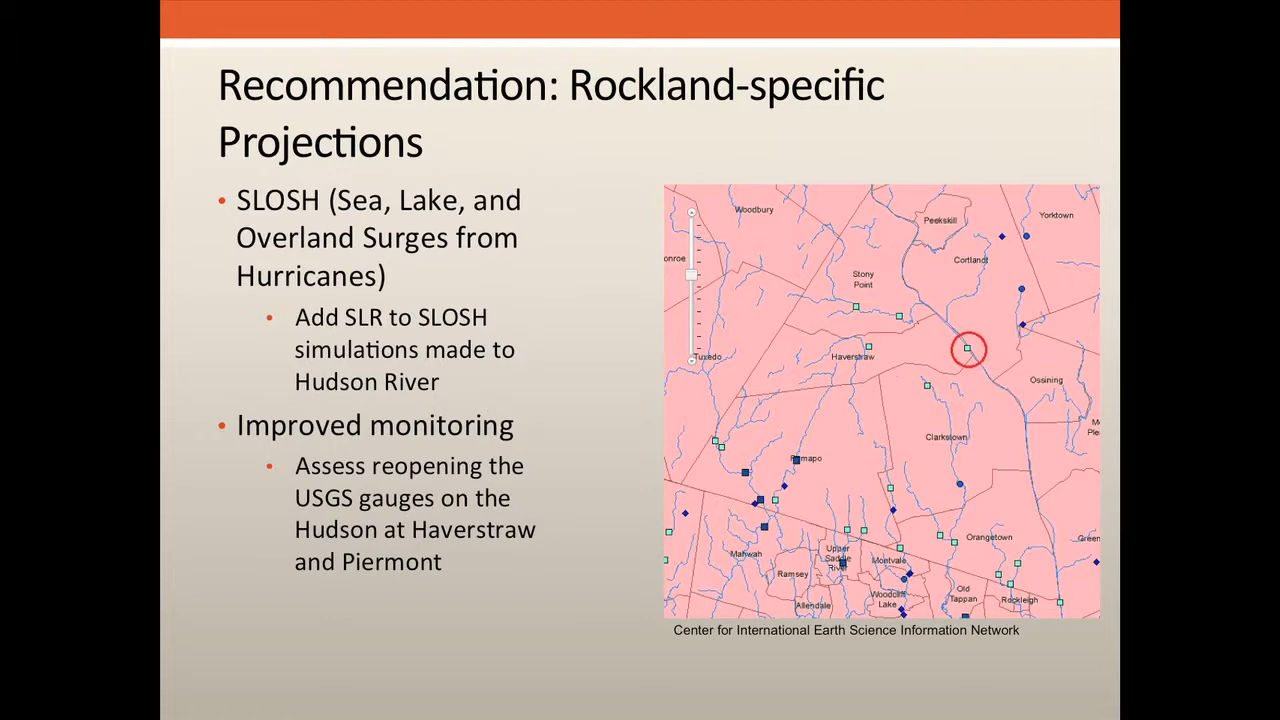 Recommendation: Rockland-specific
Projections
• SLOSH (Sea, Lake, and
Overland Surges from
Hurricanes)
• Add SLR to SLOSH
simulations made to
Hudson River
• Improved monitoring
• Assess reopening the
USGS gauges on the
Hudson at Haverstraw
and Piermont
Woodbury
Peekskill
Yorktown
onroe
Cortlandt
Stony
Point
Tuxedo
Haverstraw
Ossining
Clarkstown
Ramapo
Orangetown
Green
Mahwah
Upper
Saddle
River
Montvale
Ramsey
Old
Tappan
Woodcliff
Lake
Rockleigh
Allendale
Center for International Earth Science Information Network